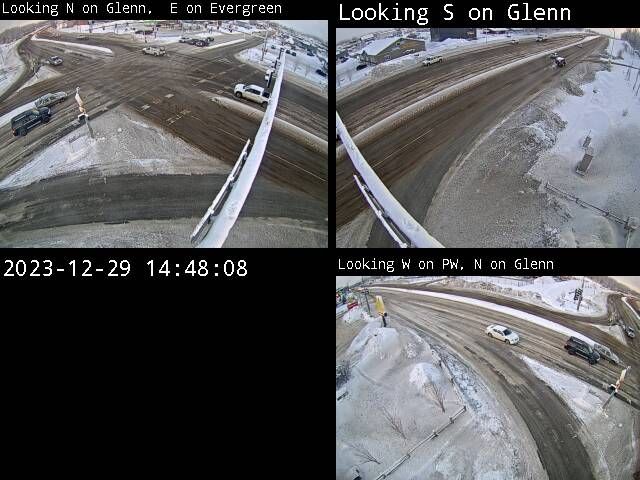 Looking N on Glenn,  E on Evergreen
Looking S on Glenn
2023-12-29 14:48:08
Looking W on PW, N on Glenn